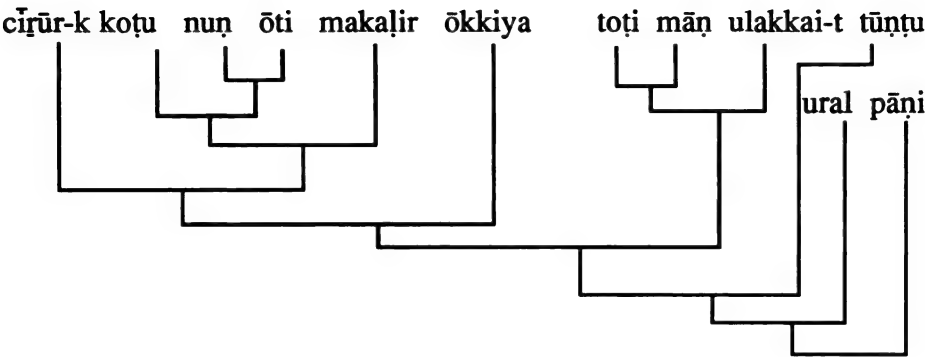 ciṟūr-k koṭu nuṇ ōti makaḷir ōkkiya toṭi māṇ ulakkai-t tūṇṭu
ural pāṇi